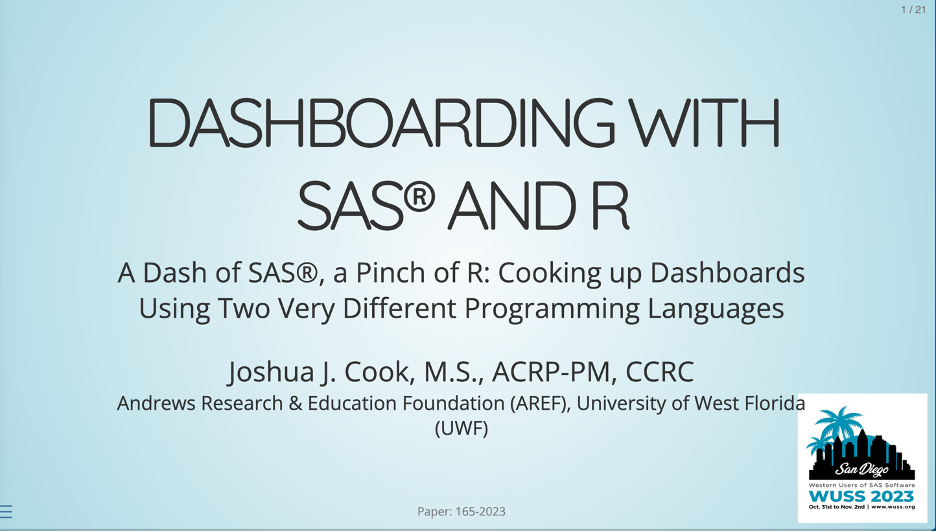 1 / 21
DASHBOARDING WITH
SAS® AND R
A Dash of SAS®, a Pinch of R: Cooking up Dashboards
Using Two Very Different Programming Languages
Joshua J. Cook, M.S., ACRP-PM, CCRC
Andrews Research & Education Foundation (AREF), University of West Florida
(UWF)
San Diego
Western Users of SAS Software
WUSS 2023
Oct. 31st to Nov. 2nd | www.wuss.org
Paper: 165-2023